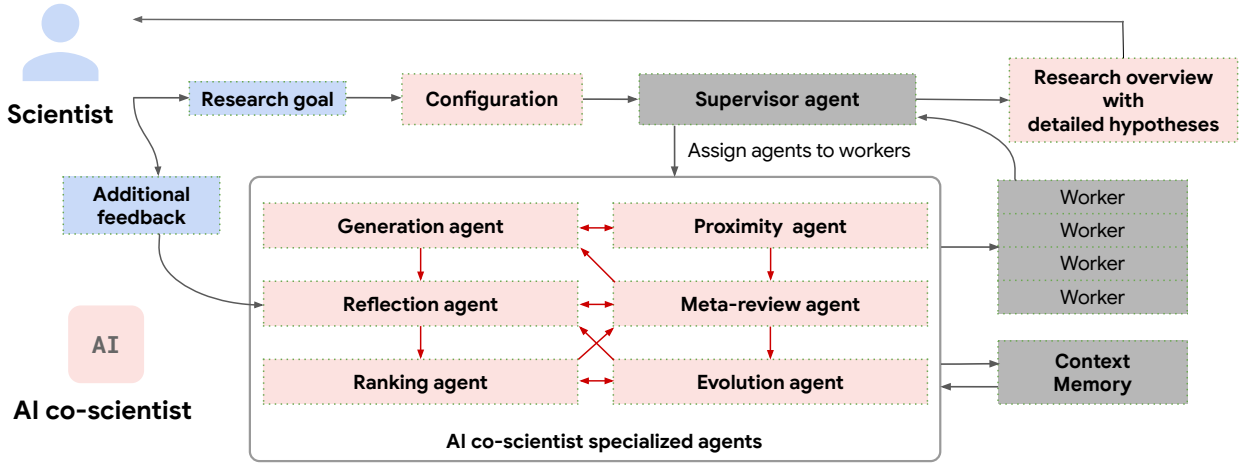 Scientist
Research goal
Configuration
Supervisor agent
Research overview
with
detailed hypotheses
Assign agents to workers
Additional
feedback
Generation agent
Proximity agent
Reflection agent
Meta-review agent
Ranking agent
Evolution agent
AI co-scientist specialized agents
Worker
Worker
Worker
Worker
Context
Memory
AI
AI co-scientist